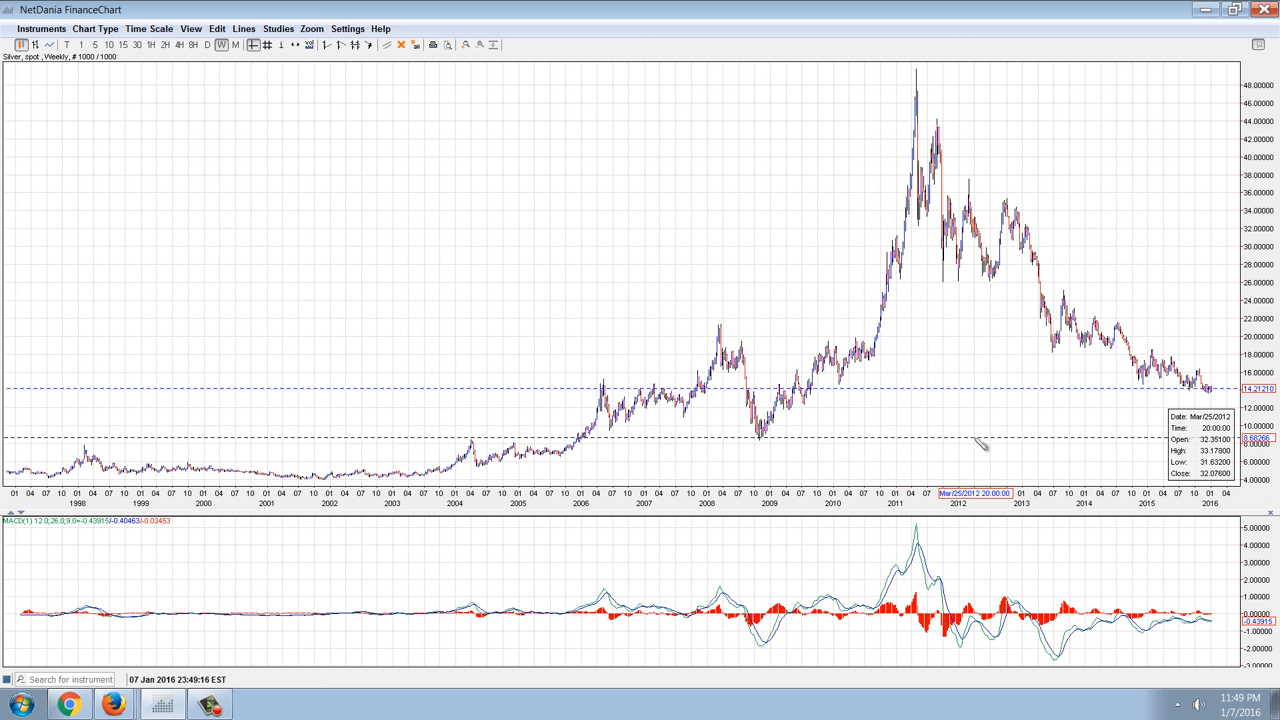 NetDania FinanceChart
Instruments Chart Type Time Scale View Edit Lines Studies Zoom Settings Help
T 1 5 10 15 30 1H 2H 4H 8H D W M
Silver, spot , Weekly, # 1000 / 1000
48.00000
46.00000
44.00000
42.00000
40.00000
38.00000
36.00000
34.00000
32.00000
30.00000
28.00000
26.00000
24.00000
22.00000
20.00000
18.00000
16.00000
14.21210
12.00000
10.00000
8.68266
8.00000
6.00000
4.00000
Date: Mar/25/2012
Time: 20:00:00
Open: 32.35100
High: 33.17800
Low: 31.63200
Close: 32.07600
01 04 07 10 01 04 07 10 01 04 07 10 01 04 07 10 01 04 07 10 01 04 07 10 01 04 07 10 01 04 07 10 01 04 07 10 01 04 07 10 01 04 07 10 01 04 07 10 01 04 07 10 01 04 07 10 01 04 07 Mar/25/2012 20:00:00 01 04 07 10 01 04 07 10 01 04 07 10 01 04
1998 1999 2000 2001 2002 2003 2004 2005 2006 2007 2008 2009 2010 2011 2012 2013 2014 2015 2016
MACD(1) 12.0;26.0;9.0=-0.43915/-0.40463/-0.03453
5.00000
4.00000
3.00000
2.00000
1.00000
0.00000
-0.43915
-1.00000
-2.00000
-3.00000
Search for instrument
07 Jan 2016 23:49:16 EST
11:49 PM
1/7/2016